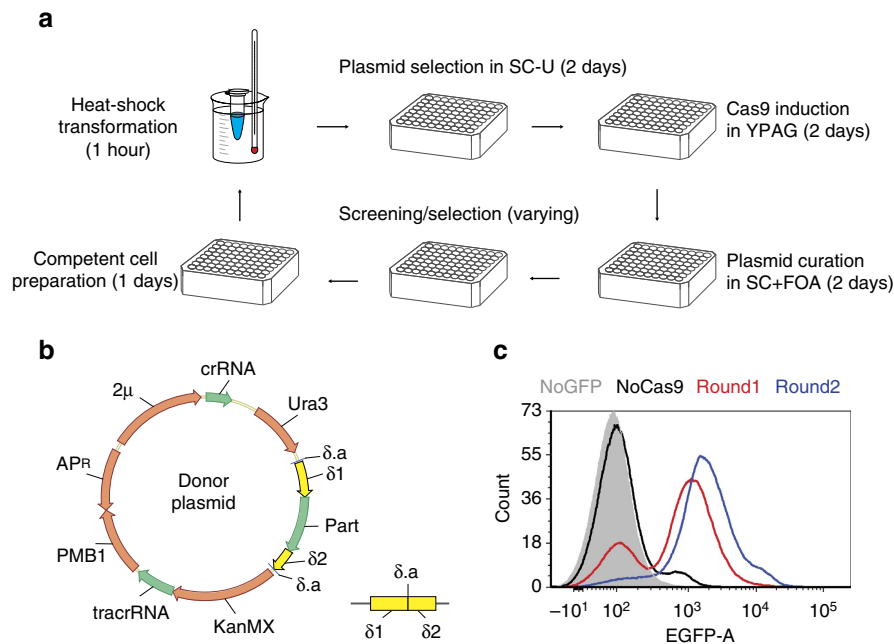 a
Heat-shock
transformation
(1 hour)
Plasmid selection in SC-U (2 days)
Cas9 induction
in YPAG (2 days)
Competent cell
preparation (1 days)
Screening/selection (varying)
Plasmid curation
in SC+FOA (2 days)
b
crRNA
2μ
Ura3
δ.a
δ1
APR
Donor
plasmid
Part
PMB1
δ2
δ.a
tracrRNA
KanMX
δ.a
δ1 δ2
c
NoGFP NoCas9 Round1 Round2
73
55
36
18
0
Count
−10¹ 10² 10³ 10⁴ 10⁵
EGFP-A